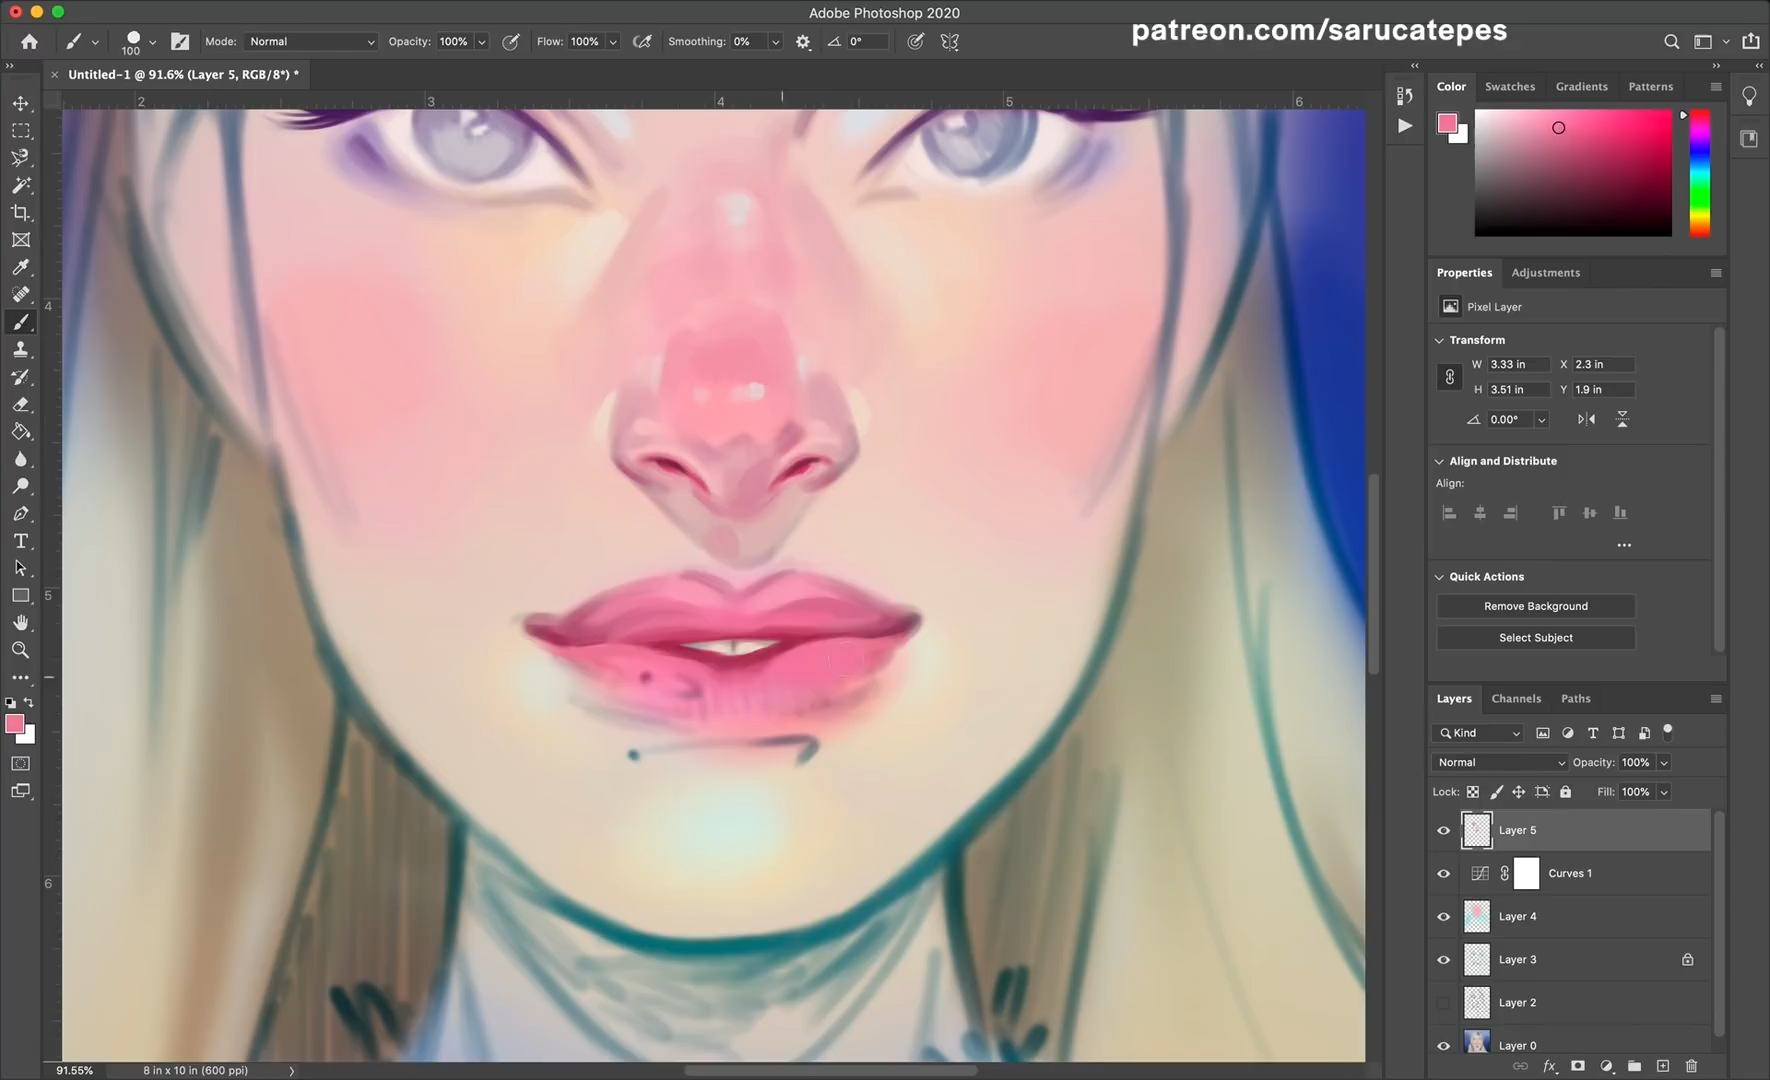 Adobe Photoshop 2020
patreon.com/sarucatepes
100
Mode: Normal
Opacity: 100%
Flow: 100%
Smoothing: 0%
0°
Untitled-1 @ 91.6% (Layer 5, RGB/8*) *
2 3 4 5 6
4
5
6
Color Swatches Gradients Patterns
Properties Adjustments
Pixel Layer
Transform
W 3.33 in X 2.3 in
H 3.51 in Y 1.9 in
0.00°
Align and Distribute
Align:
Quick Actions
Remove Background
Select Subject
Layers Channels Paths
Kind
Normal Opacity: 100%
Lock: Fill: 100%
Layer 5
Curves 1
Layer 4
Layer 3
Layer 2
Layer 0
fx
91.55% 8 in x 10 in (600 ppi)